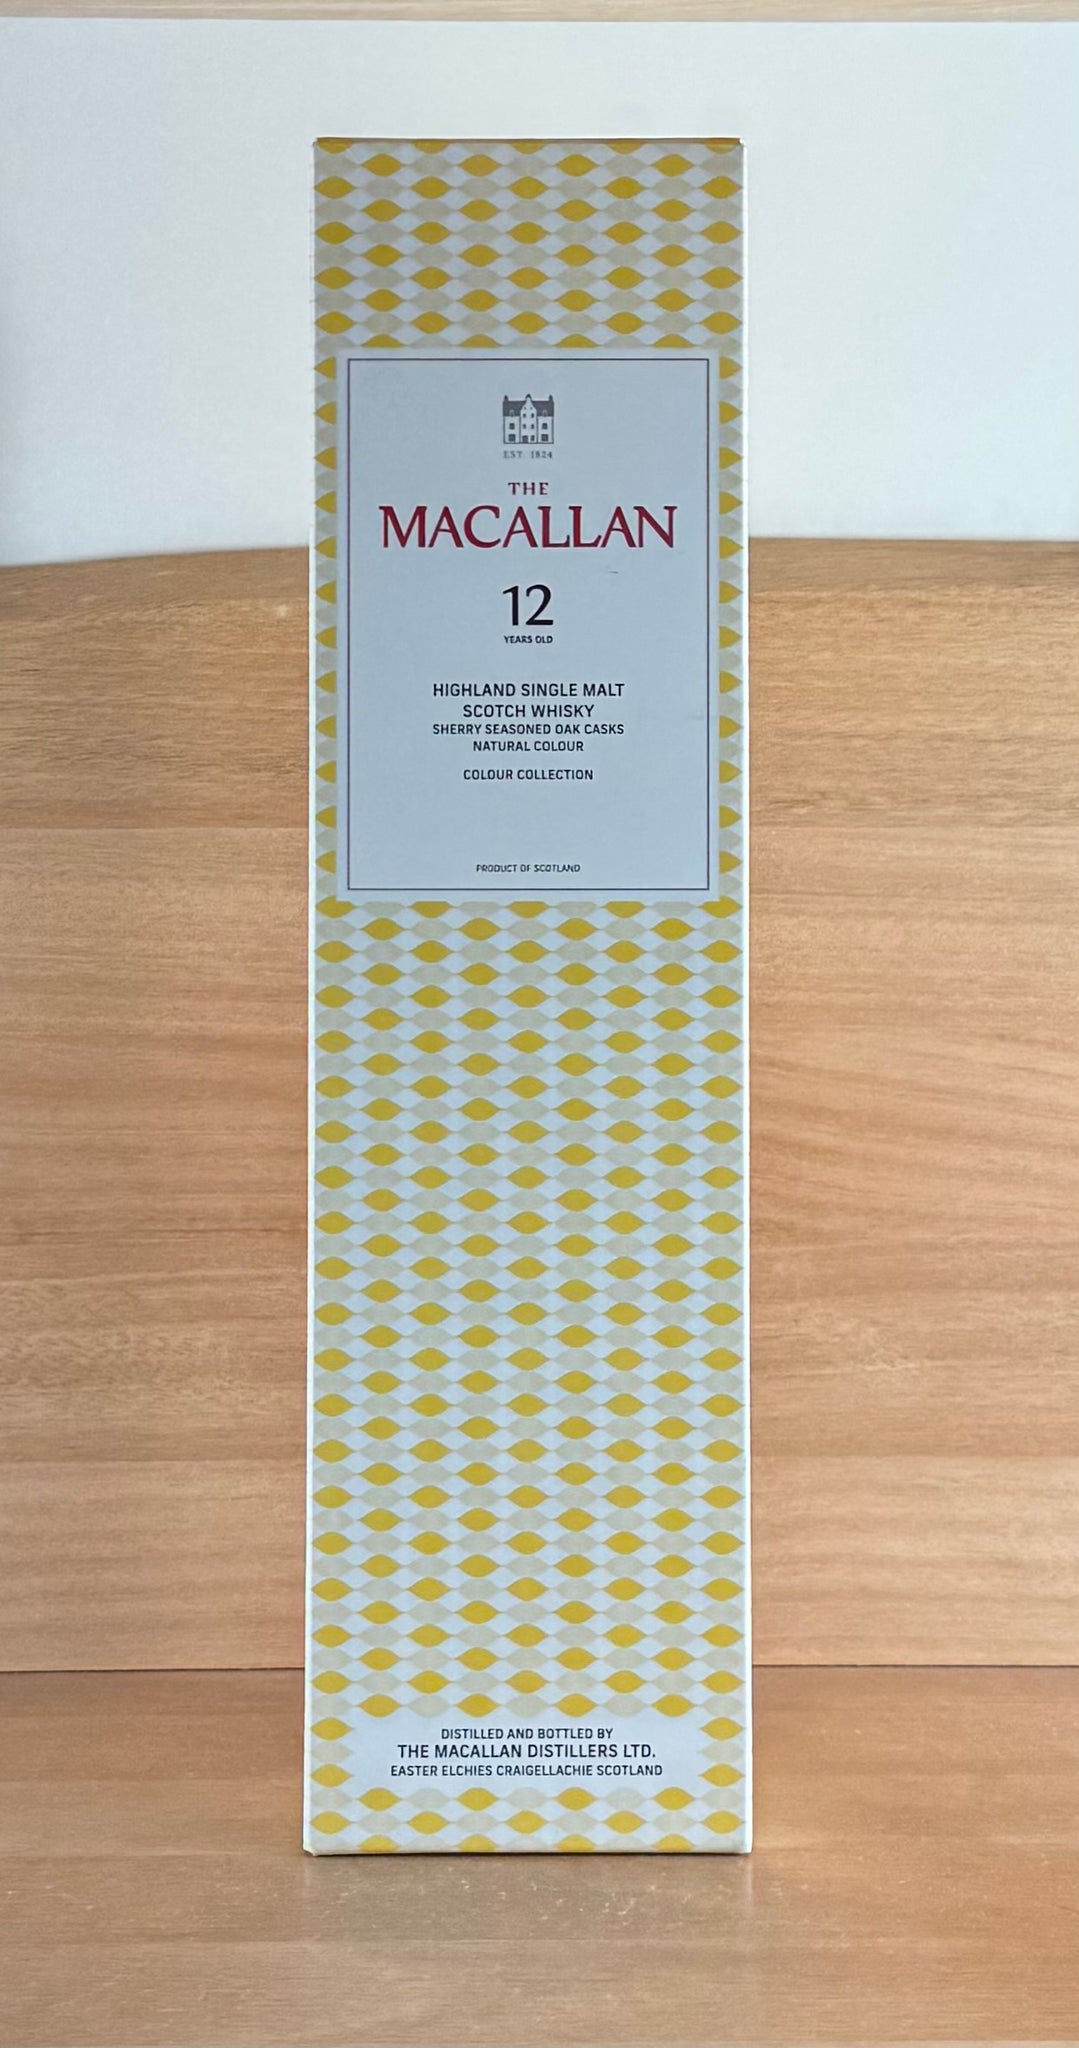 EST. 1824
THE
MACALLAN
12
YEARS OLD
HIGHLAND SINGLE MALT
SCOTCH WHISKY
SHERRY SEASONED OAK CASKS
NATURAL COLOUR
COLOUR COLLECTION
PRODUCT OF SCOTLAND
DISTILLED AND BOTTLED BY
THE MACALLAN DISTILLERS LTD.
EASTER ELCHIES CRAIGELLACHIE SCOTLAND